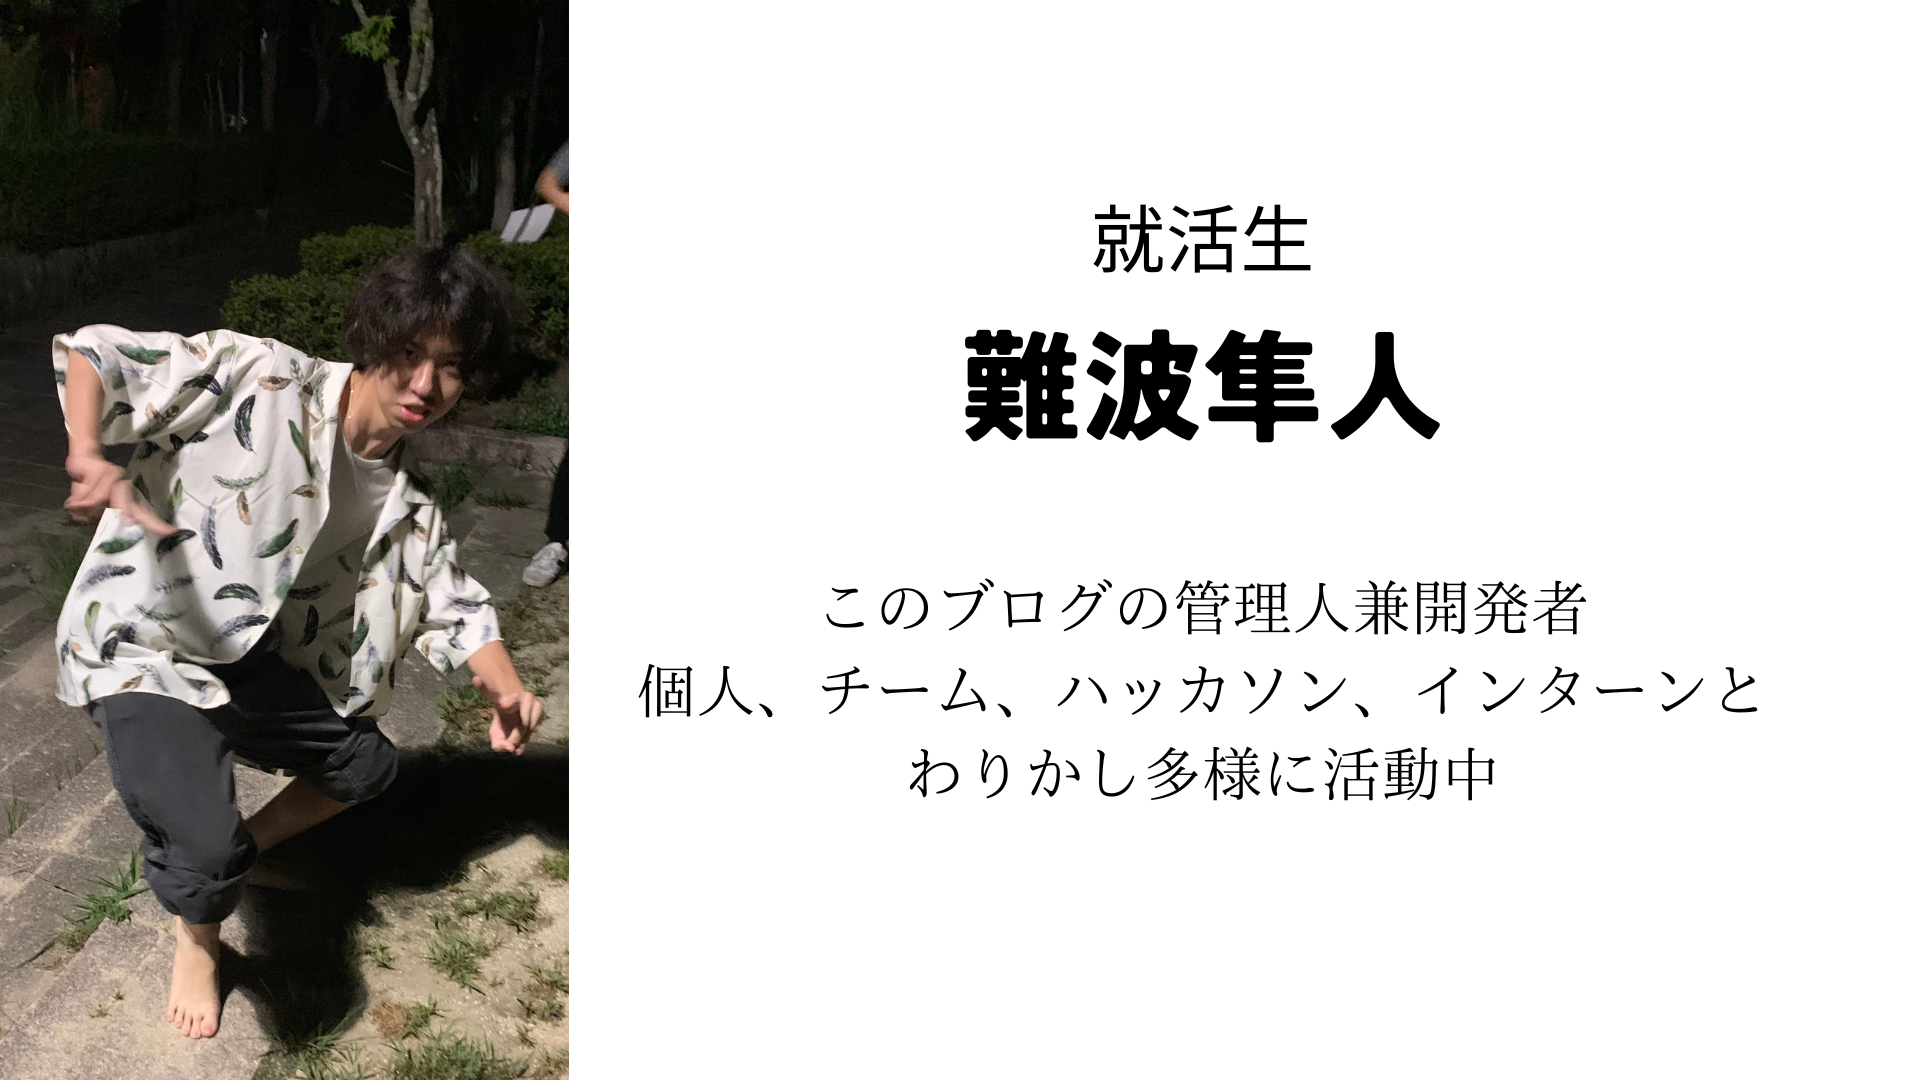 就活生
難波隼人
このブログの管理人兼開発者
個人、チーム、ハッカソン、インターンと
わりかし多様に活動中